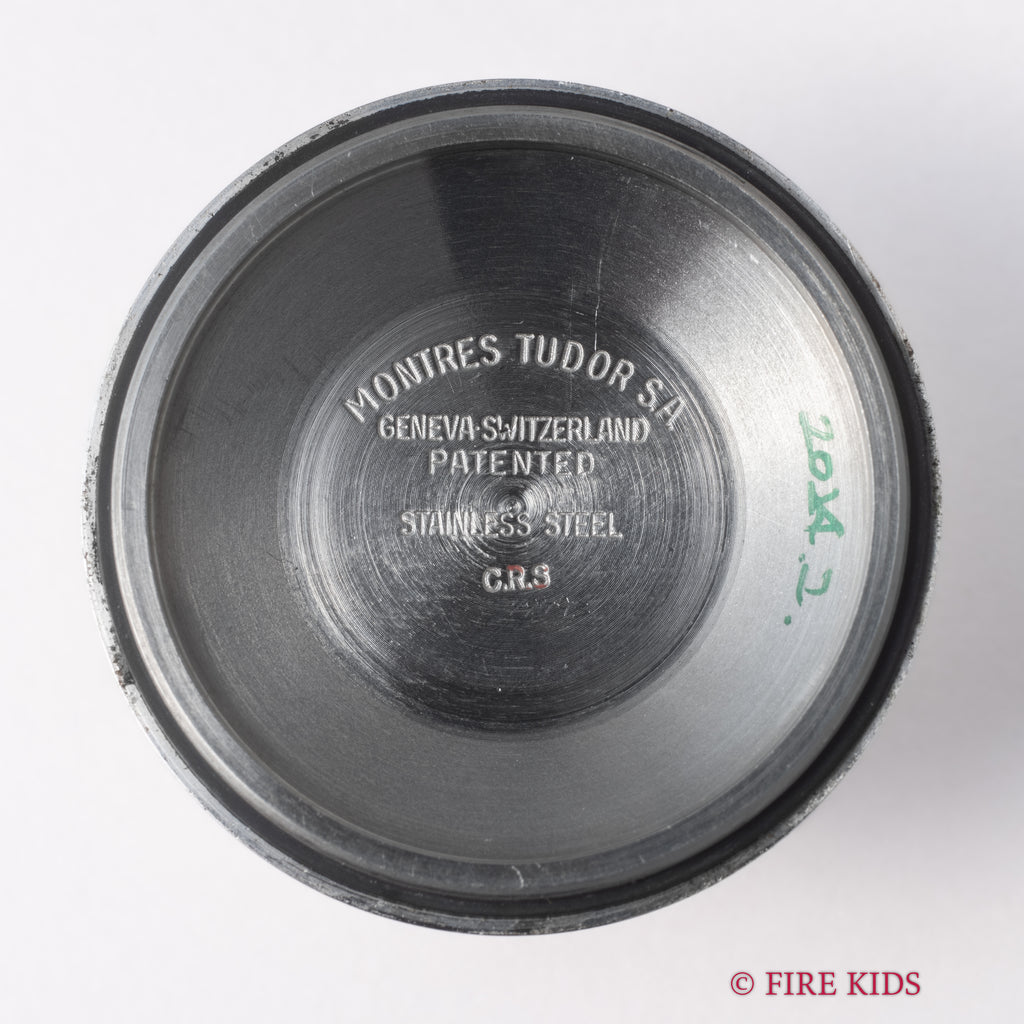 MONTRES TUDOR S.A.
GENEVA·SWITZERLAND
PATENTED
STAINLESS STEEL
C.R.S
© FIRE KIDS